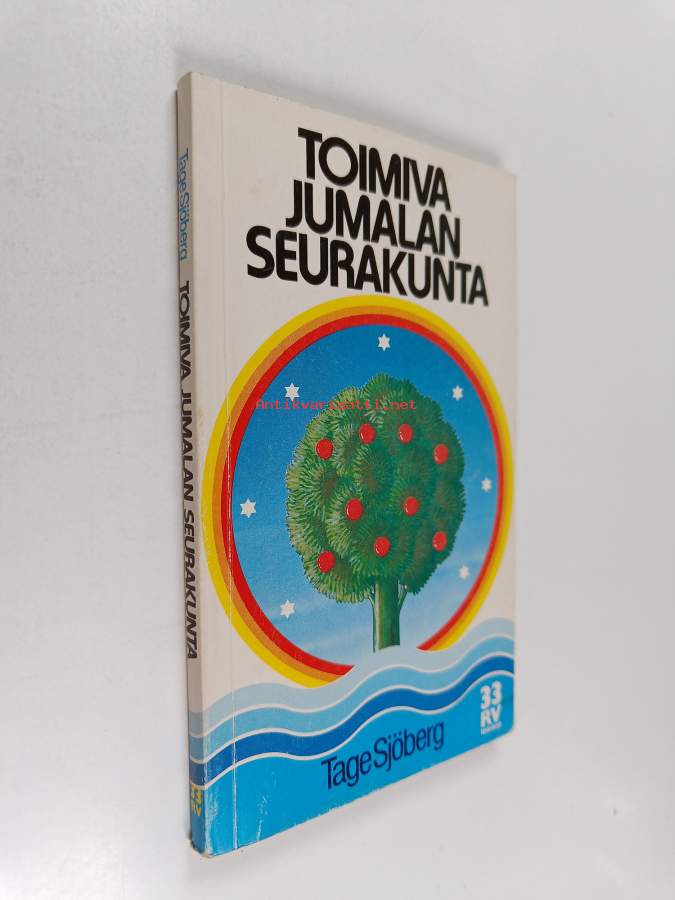 TOIMIVA
JUMALAN
SEURAKUNTA
Antikvariaatti.net
33
RV
Tage Sjöberg
Tage Sjöberg TOIMIVA JUMALAN SEURAKUNTA
33
RV